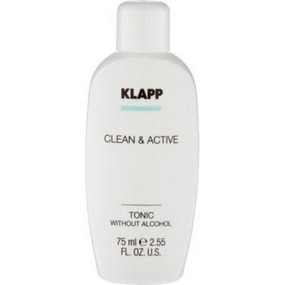 KLAPP
CLEAN & ACTIVE
TONIC
WITHOUT ALCOHOL
75 ml ℮ 2.55
FL. OZ. U.S.